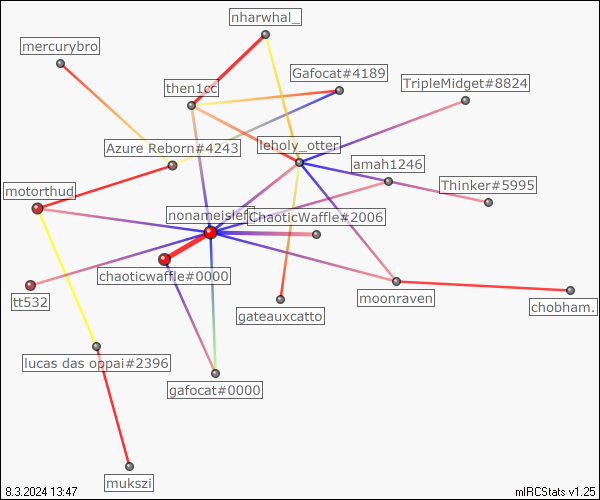 nharwhal_
mercurybro
Gafocat#4189
TripleMidget#8824
then1cc
Azure Reborn#4243
leholy_otter
amah1246
motorthud
Thinker#5995
nonameisleft
ChaoticWaffle#2006
chaoticwaffle#0000
tt532
moonraven
gateauxcatto
chobham.
lucas das oppai#2396
gafocat#0000
mukszi
8.3.2024 13:47
mIRCStats v1.25